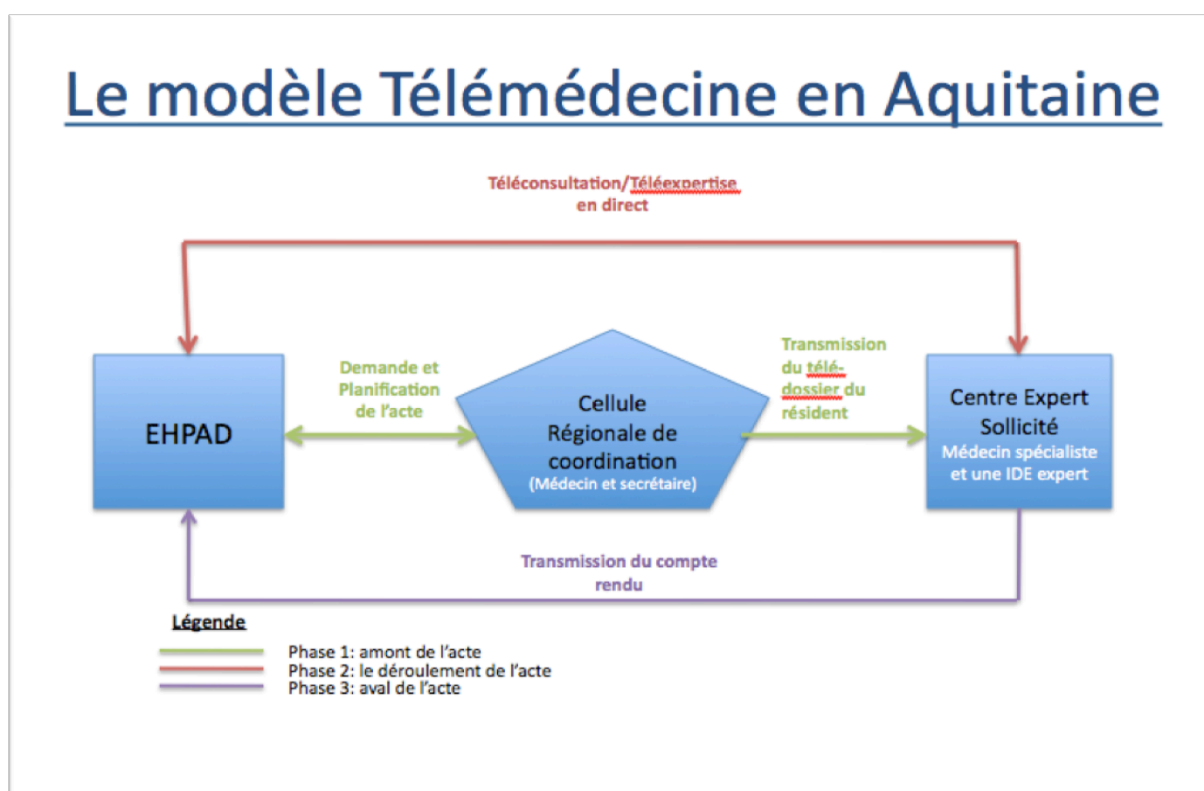 Le modèle Télémédecine en Aquitaine
Téléconsultation/Téléexpertise
en direct
EHPAD
Demande et
Planification
de l'acte
Cellule
Régionale de
coordination
(Médecin et secrétaire)
Transmission
du télé-
dossier du
résident
Centre Expert
Sollicité
Médecin spécialiste
et une IDE expert
Transmission du compte
rendu
Légende
Phase 1: amont de l'acte
Phase 2: le déroulement de l'acte
Phase 3: aval de l'acte